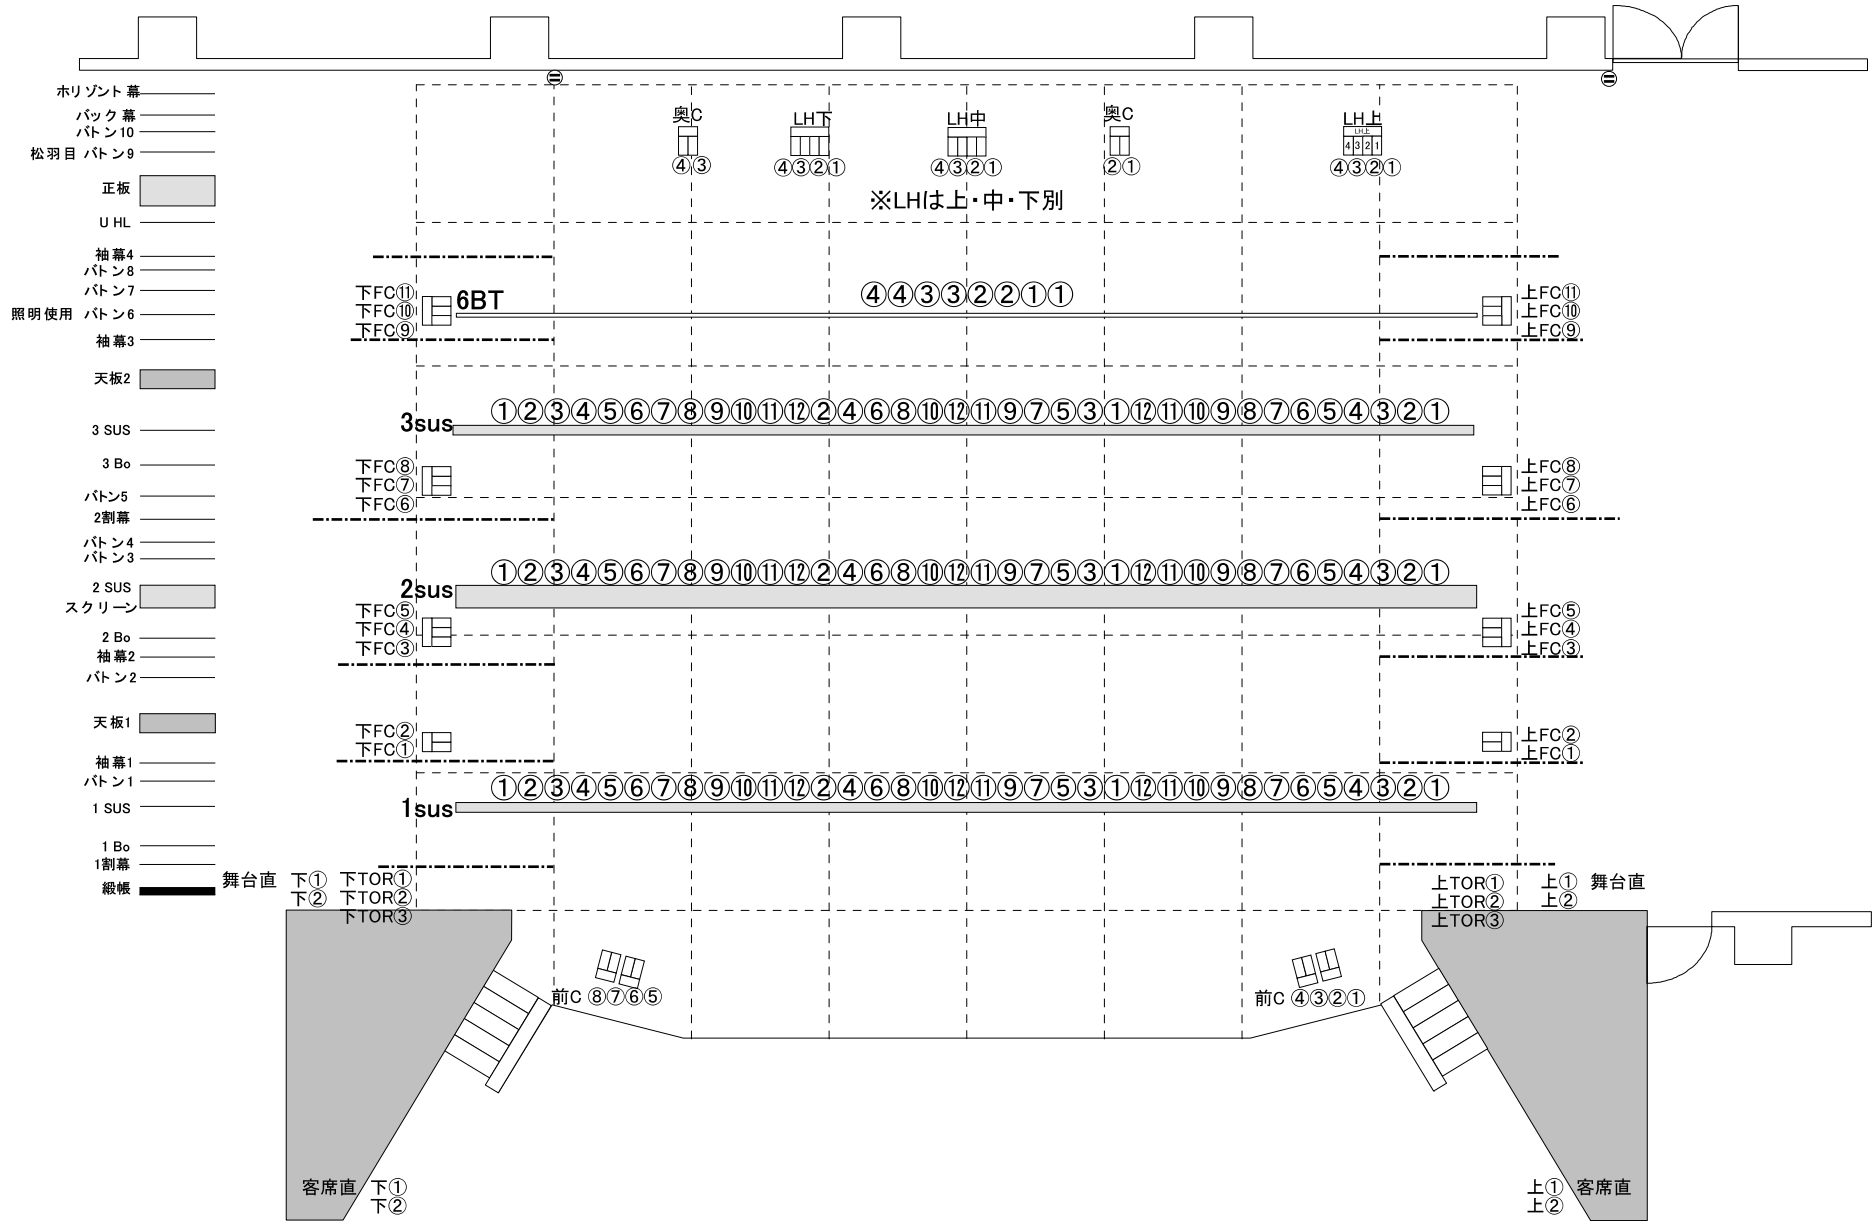 ホリゾント幕
バック幕
バトン10
松羽目 バトン9
正板
U HL
袖幕4
バトン8
バトン7
照明使用 バトン6
袖幕3
天板2
3 SUS
3 Bo
バトン5
2割幕
バトン4
バトン3
2 SUS
スクリーン
2 Bo
袖幕2
バトン2
天板1
袖幕1
バトン1
1 SUS
1 Bo
1割幕
緞帳
奥C
④③
LH下
④③②①
LH中
④③②①
奥C
②①
LH上
LH上
4 3 2 1
④③②①
※LHは上・中・下別
下FC⑪
下FC⑩
下FC⑨
6BT
④④③③②②①①
上FC⑪
上FC⑩
上FC⑨
3sus
①②③④⑤⑥⑦⑧⑨⑩⑪⑫②④⑥⑧⑩⑫⑪⑨⑦⑤③①⑫⑪⑩⑨⑧⑦⑥⑤④③②①
下FC⑧
下FC⑦
下FC⑥
上FC⑧
上FC⑦
上FC⑥
2sus
①②③④⑤⑥⑦⑧⑨⑩⑪⑫②④⑥⑧⑩⑫⑪⑨⑦⑤③①⑫⑪⑩⑨⑧⑦⑥⑤④③②①
下FC⑤
下FC④
下FC③
上FC⑤
上FC④
上FC③
下FC②
下FC①
上FC②
上FC①
1sus
①②③④⑤⑥⑦⑧⑨⑩⑪⑫②④⑥⑧⑩⑫⑪⑨⑦⑤③①⑫⑪⑩⑨⑧⑦⑥⑤④③②①
舞台直 下①
下②
下TOR①
下TOR②
下TOR③
上TOR①
上TOR②
上TOR③
上① 舞台直
上②
前C ⑧⑦⑥⑤
前C ④③②①
客席直 下①
下②
上① 客席直
上②